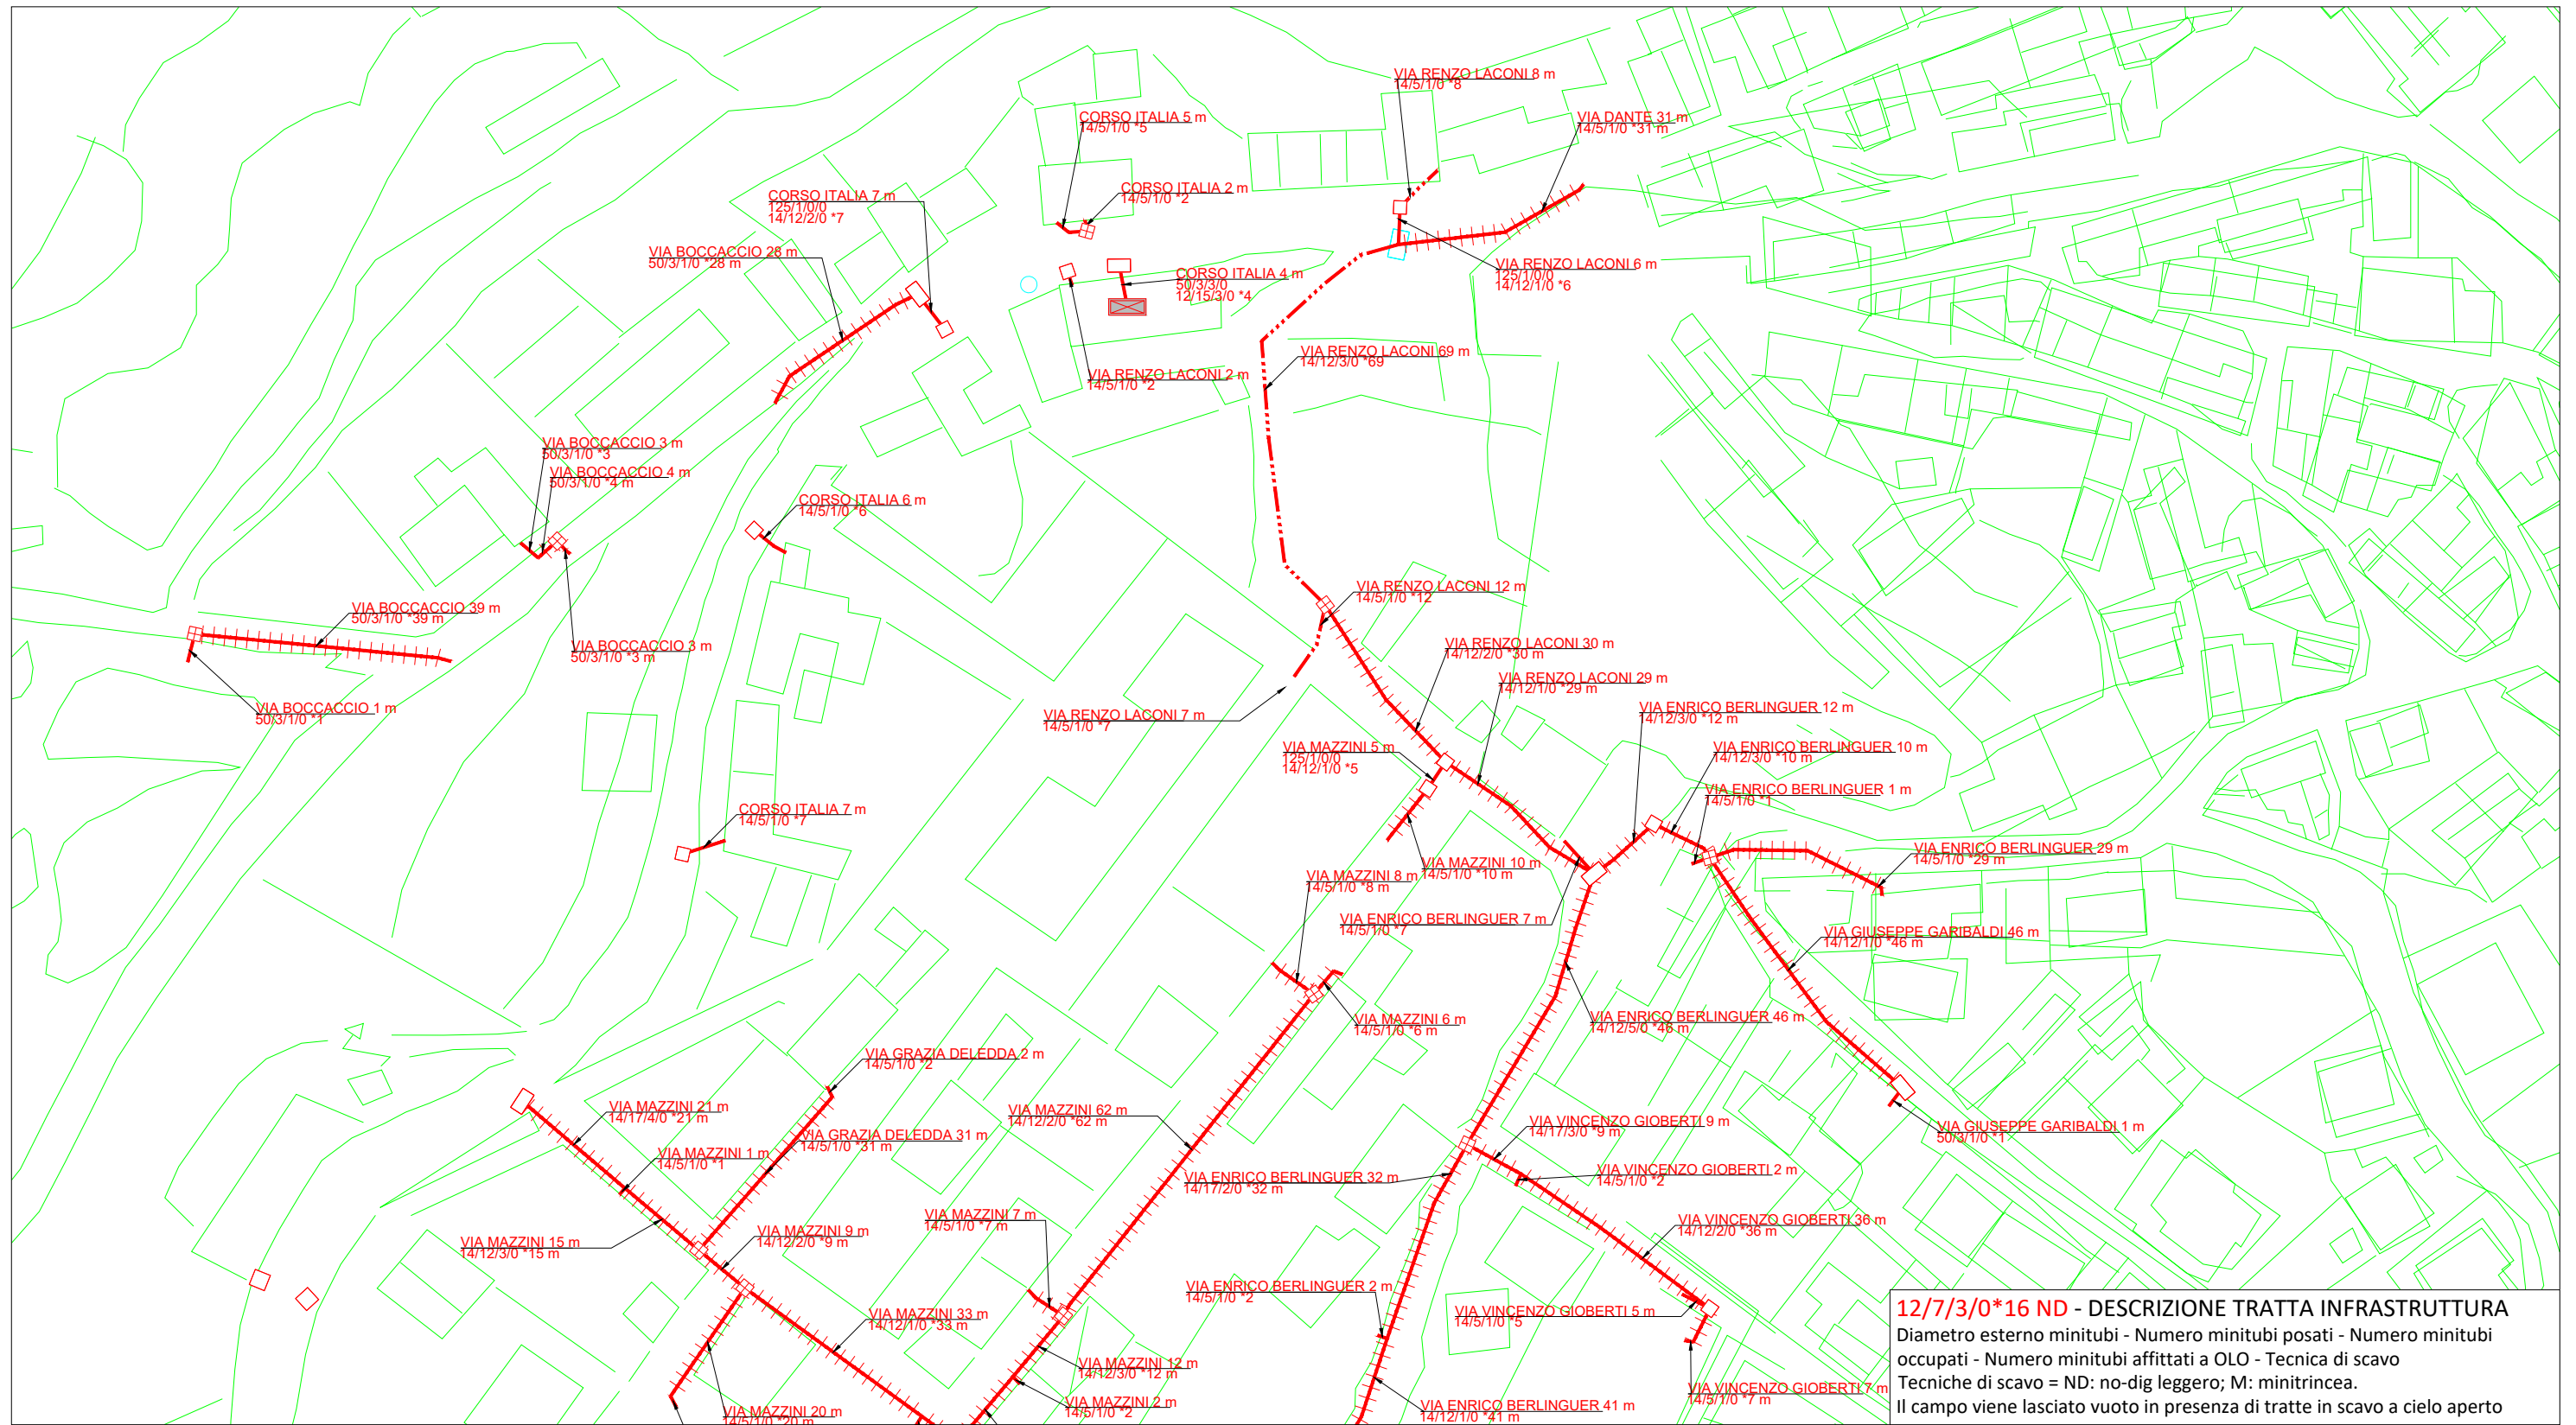 VIA RENZO LACONI 8 m
14/5/1/0 *8
CORSO ITALIA 5 m
14/5/1/0 *5
VIA DANTE 31 m
14/5/1/0 *31 m
CORSO ITALIA 2 m
14/5/1/0 *2
CORSO ITALIA 7 m
125/1/0/0
14/12/2/0 *7
VIA BOCCACCIO 28 m
50/3/1/0 *28 m
VIA RENZO LACONI 6 m
125/1/0/0
14/12/1/0 *6
CORSO ITALIA 4 m
50/3/3/0
12/15/3/0 *4
VIA RENZO LACONI 69 m
14/12/3/0 *69
VIA RENZO LACONI 2 m
14/5/1/0 *2
VIA BOCCACCIO 3 m
50/3/1/0 *3
VIA BOCCACCIO 4 m
50/3/1/0 *4 m
CORSO ITALIA 6 m
14/5/1/0 *6
VIA RENZO LACONI 12 m
14/5/1/0 *12
VIA BOCCACCIO 39 m
50/3/1/0 *39 m
VIA BOCCACCIO 3 m
50/3/1/0 *3 m
VIA RENZO LACONI 30 m
14/12/2/0 *30 m
VIA RENZO LACONI 29 m
14/12/1/0 *29 m
VIA BOCCACCIO 1 m
50/3/1/0 *1
VIA RENZO LACONI 7 m
14/5/1/0 *7
VIA ENRICO BERLINGUER 12 m
14/12/3/0 *12 m
VIA MAZZINI 5 m
125/1/0/0
14/12/1/0 *5
VIA ENRICO BERLINGUER 10 m
14/12/3/0 *10 m
VIA ENRICO BERLINGUER 1 m
14/5/1/0 *1
CORSO ITALIA 7 m
14/5/1/0 *7
VIA ENRICO BERLINGUER 29 m
14/5/1/0 *29 m
VIA MAZZINI 10 m
14/5/1/0 *10 m
VIA MAZZINI 8 m
14/5/1/0 *8 m
VIA ENRICO BERLINGUER 7 m
14/5/1/0 *7
VIA GIUSEPPE GARIBALDI 46 m
14/12/1/0 *46 m
VIA MAZZINI 6 m
14/5/1/0 *6 m
VIA ENRICO BERLINGUER 46 m
14/12/5/0 *46 m
VIA GRAZIA DELEDDA 2 m
14/5/1/0 *2
VIA MAZZINI 21 m
14/17/4/0 *21 m
VIA MAZZINI 62 m
14/12/2/0 *62 m
VIA VINCENZO GIOBERTI 9 m
14/17/3/0 *9 m
VIA GIUSEPPE GARIBALDI 1 m
50/3/1/0 *1
VIA GRAZIA DELEDDA 31 m
14/5/1/0 *31 m
VIA MAZZINI 1 m
14/5/1/0 *1
VIA ENRICO BERLINGUER 32 m
14/17/2/0 *32 m
VIA VINCENZO GIOBERTI 2 m
14/5/1/0 *2
VIA MAZZINI 15 m
14/12/3/0 *15 m
VIA MAZZINI 9 m
14/12/2/0 *9 m
VIA MAZZINI 7 m
14/5/1/0 *7 m
VIA VINCENZO GIOBERTI 36 m
14/12/2/0 *36 m
VIA ENRICO BERLINGUER 2 m
14/5/1/0 *2
VIA MAZZINI 33 m
14/12/1/0 *33 m
VIA VINCENZO GIOBERTI 5 m
14/5/1/0 *5
VIA MAZZINI 12 m
14/12/3/0 *12 m
VIA MAZZINI 2 m
14/5/1/0 *2
VIA MAZZINI 20 m
14/5/1/0 *20 m
VIA ENRICO BERLINGUER 41 m
14/12/1/0 *41 m
VIA VINCENZO GIOBERTI 7 m
14/5/1/0 *7 m
12/7/3/0*16 ND - DESCRIZIONE TRATTA INFRASTRUTTURA
Diametro esterno minitubi - Numero minitubi posati - Numero minitubi
occupati - Numero minitubi affittati a OLO - Tecnica di scavo
Tecniche di scavo = ND: no-dig leggero; M: minitrincea.
Il campo viene lasciato vuoto in presenza di tratte in scavo a cielo aperto